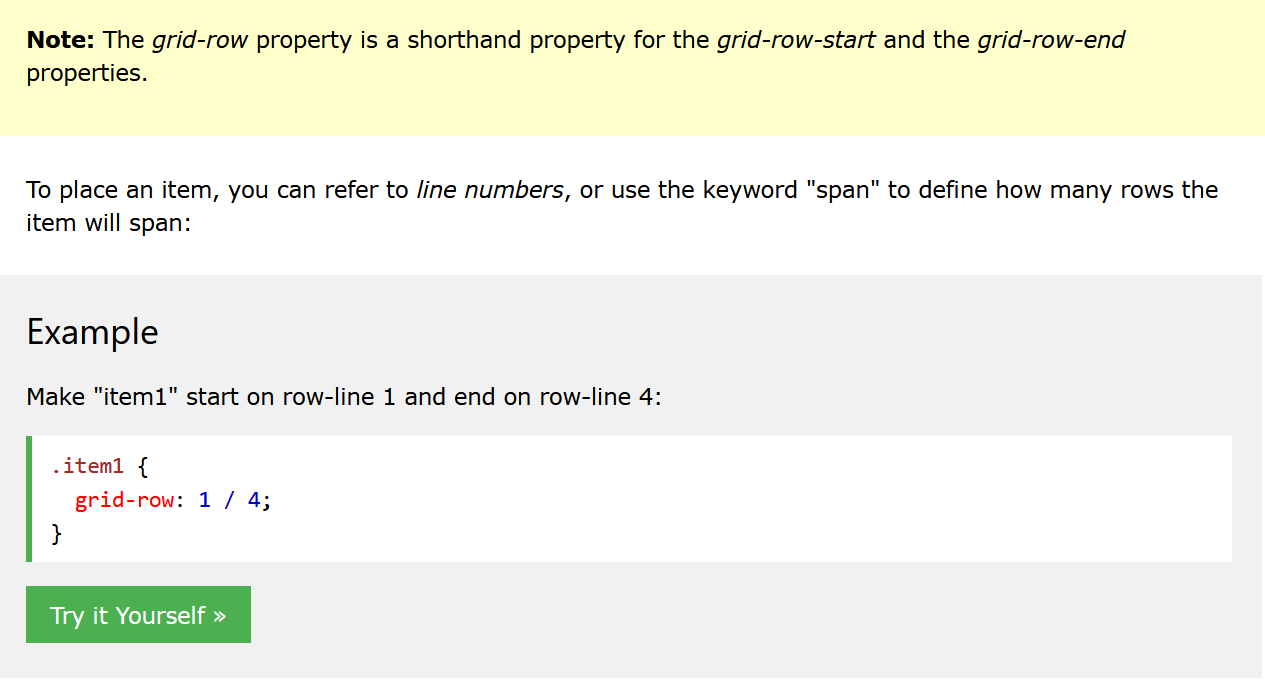 Note: The grid-row property is a shorthand property for the grid-row-start and the grid-row-end
properties.
To place an item, you can refer to line numbers, or use the keyword "span" to define how many rows the
item will span:
Example
Make "item1" start on row-line 1 and end on row-line 4:
.item1 {
  grid-row: 1 / 4;
}
Try it Yourself »